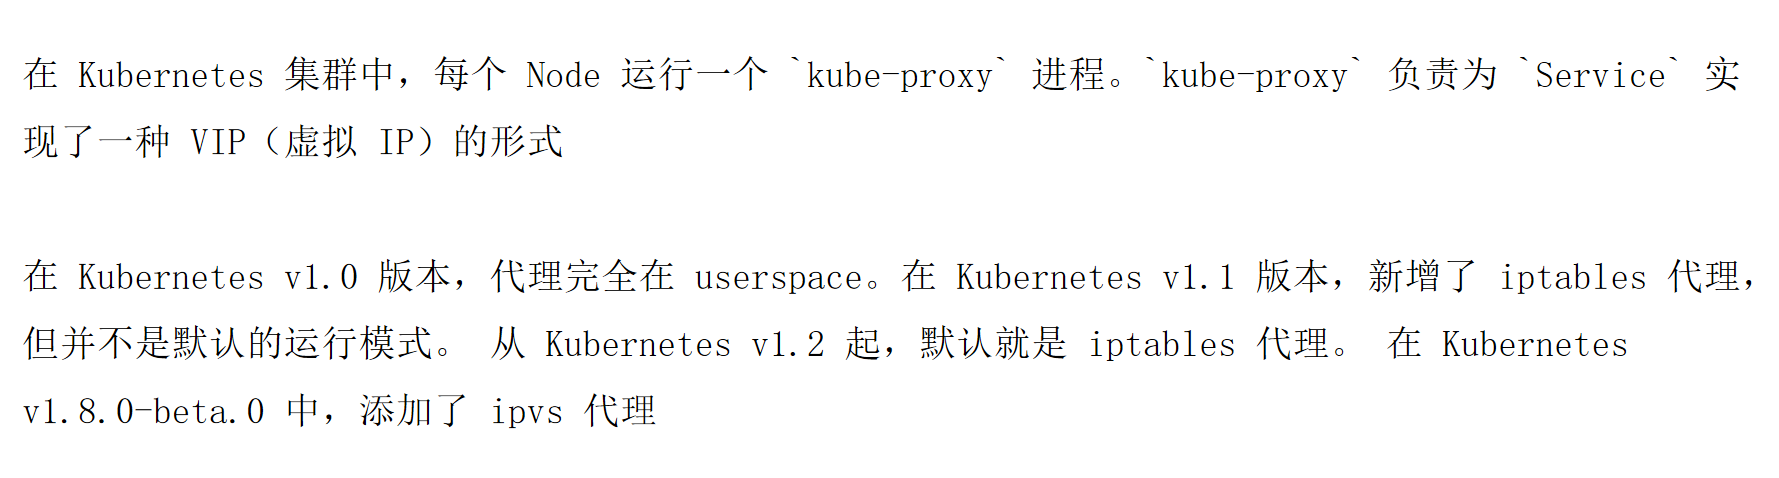 在 Kubernetes 集群中，每个 Node 运行一个 `kube-proxy` 进程。`kube-proxy` 负责为 `Service` 实
现了一种 VIP（虚拟 IP）的形式
在 Kubernetes v1.0 版本，代理完全在 userspace。在 Kubernetes v1.1 版本，新增了 iptables 代理，
但并不是默认的运行模式。 从 Kubernetes v1.2 起，默认就是 iptables 代理。 在 Kubernetes
v1.8.0-beta.0 中，添加了 ipvs 代理